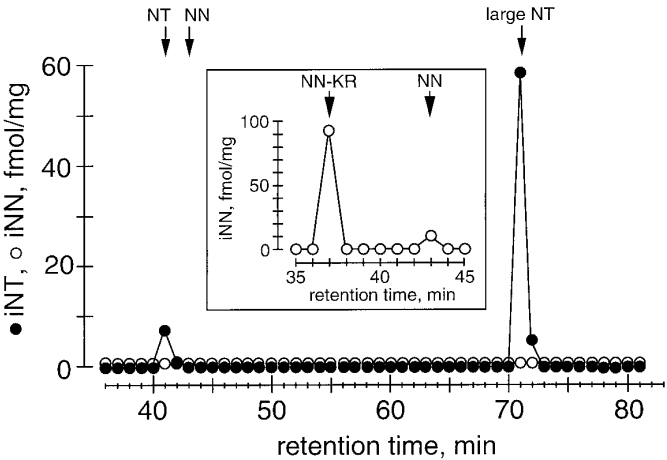 NT NN large NT
60
40
20
0
● iNT, ○ iNN, fmol/mg
NN-KR NN
100
50
0
iNN, fmol/mg
35 40 45
retention time, min
40 50 60 70 80
retention time, min